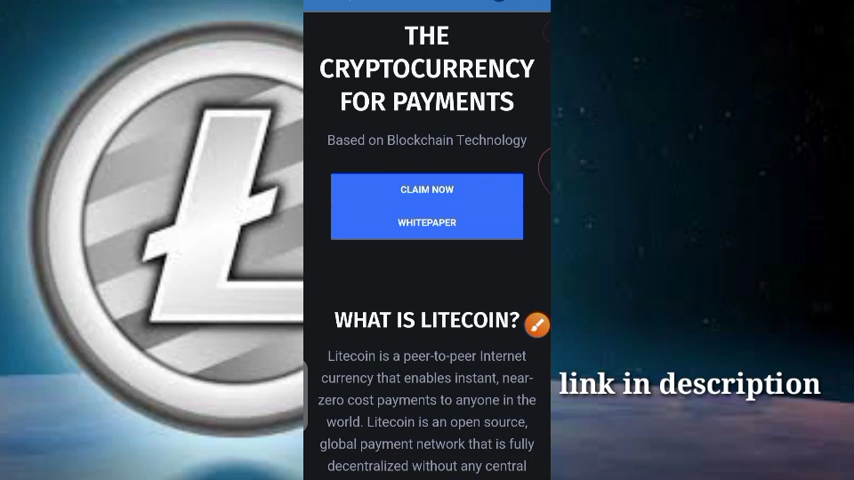 THE
CRYPTOCURRENCY
FOR PAYMENTS
Based on Blockchain Technology
CLAIM NOW
WHITEPAPER
WHAT IS LITECOIN?
Litecoin is a peer-to-peer Internet
currency that enables instant, near-
zero cost payments to anyone in the
world. Litecoin is an open source,
global payment network that is fully
decentralized without any central
link in description